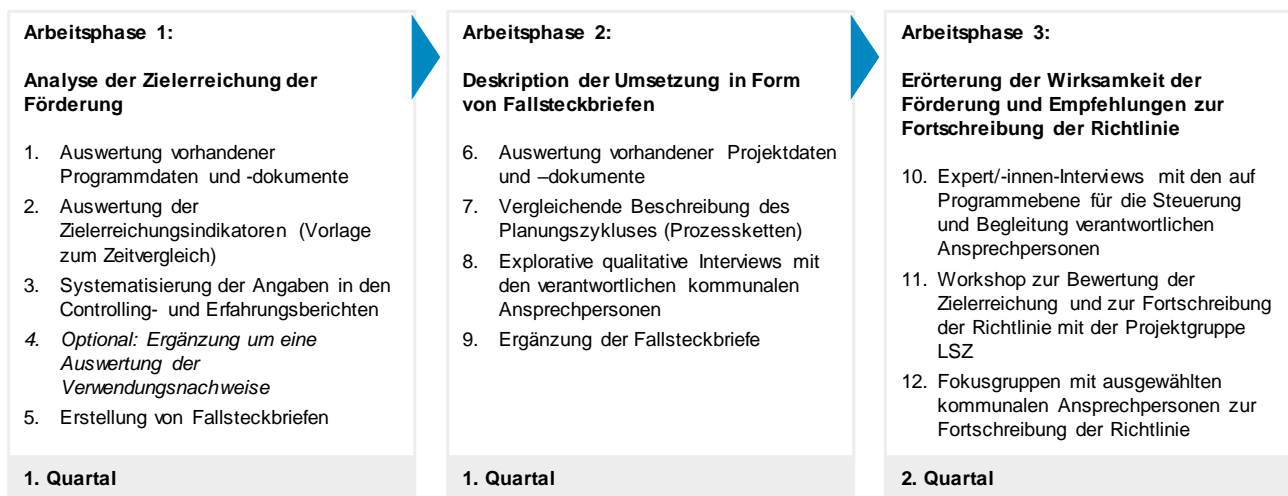 Arbeitsphase 1:
Analyse der Zielerreichung der
Förderung
1. Auswertung vorhandener
Programmdaten und -dokumente
2. Auswertung der
Zielerreichungsindikatoren (Vorlage
zum Zeitvergleich)
3. Systematisierung der Angaben in den
Controlling- und Erfahrungsberichten
4. Optional: Ergänzung um eine
Auswertung der
Verwendungsnachweise
5. Erstellung von Fallsteckbriefen
1. Quartal
Arbeitsphase 2:
Deskription der Umsetzung in Form
von Fallsteckbriefen
6. Auswertung vorhandener Projektdaten
und –dokumente
7. Vergleichende Beschreibung des
Planungszykluses (Prozessketten)
8. Explorative qualitative Interviews mit
den verantwortlichen kommunalen
Ansprechpersonen
9. Ergänzung der Fallsteckbriefe
1. Quartal
Arbeitsphase 3:
Erörterung der Wirksamkeit der
Förderung und Empfehlungen zur
Fortschreibung der Richtlinie
10. Expert/-innen-Interviews mit den auf
Programmebene für die Steuerung
und Begleitung verantwortlichen
Ansprechpersonen
11. Workshop zur Bewertung der
Zielerreichung und zur Fortschreibung
der Richtlinie mit der Projektgruppe
LSZ
12. Fokusgruppen mit ausgewählten
kommunalen Ansprechpersonen zur
Fortschreibung der Richtlinie
2. Quartal